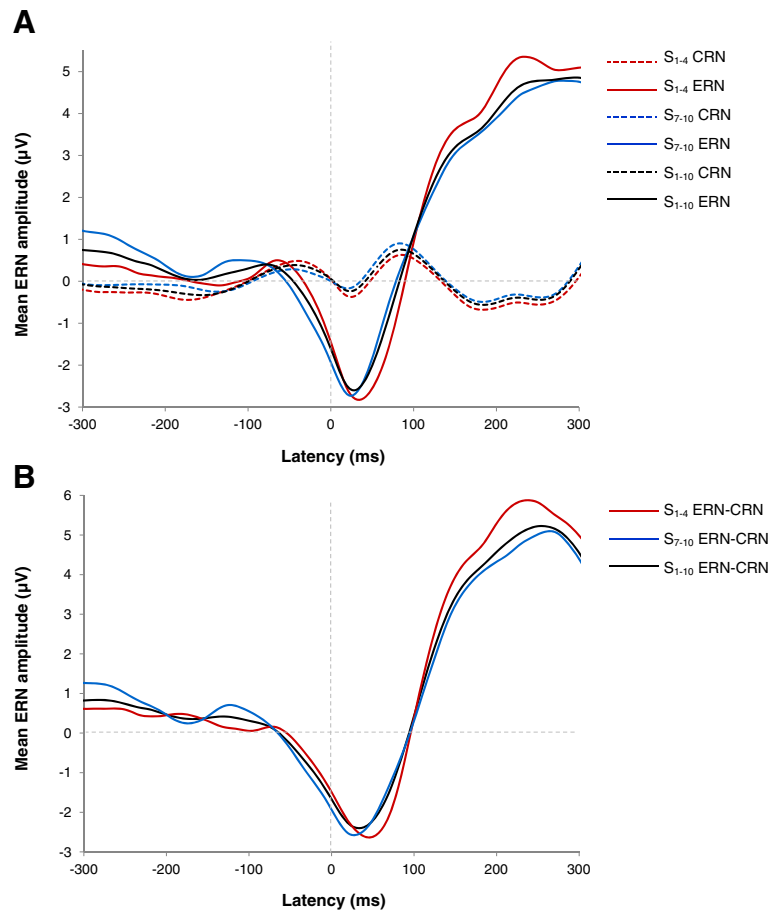 A
Mean ERN amplitude (µV)
5
4
3
2
1
0
-1
-2
-3
-300
-200
-100
0
100
200
300
Latency (ms)
S1-4 CRN
S1-4 ERN
S7-10 CRN
S7-10 ERN
S1-10 CRN
S1-10 ERN
B
Mean ERN amplitude (µV)
6
5
4
3
2
1
0
-1
-2
-3
-300
-200
-100
0
100
200
300
Latency (ms)
S1-4 ERN-CRN
S7-10 ERN-CRN
S1-10 ERN-CRN